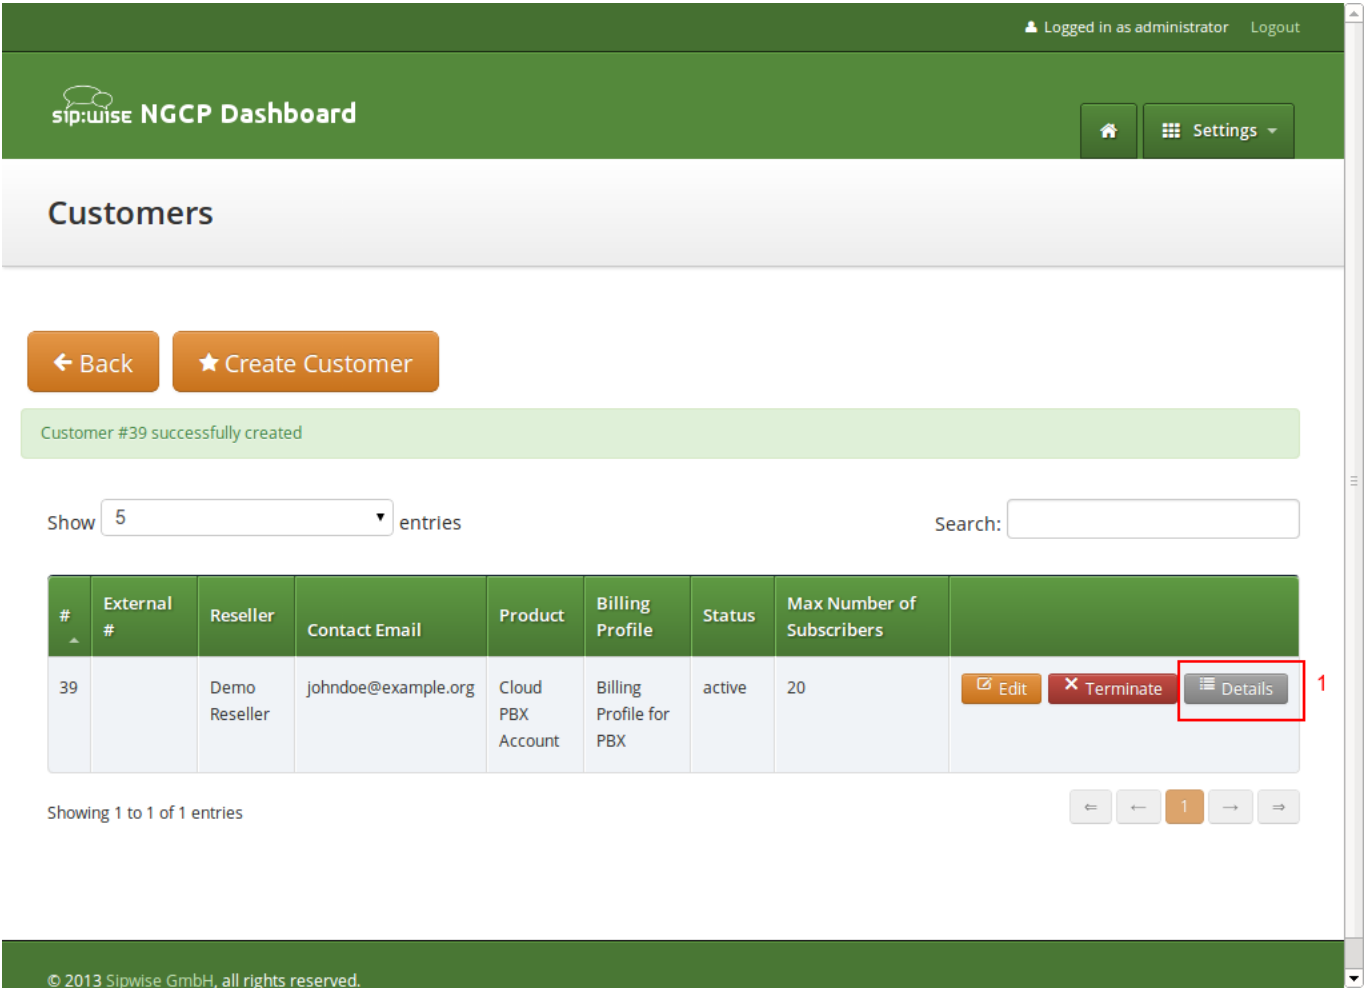 Logged in as administrator Logout
sip:wise NGCP Dashboard
Settings
Customers
Back Create Customer
Customer #39 successfully created
Show 5 entries Search:
# External # Reseller Contact Email Product Billing Profile Status Max Number of Subscribers
39 Demo Reseller johndoe@example.org Cloud PBX Account Billing Profile for PBX active 20 Edit Terminate Details 1
Showing 1 to 1 of 1 entries ⇐ ← 1 → ⇒
© 2013 Sipwise GmbH, all rights reserved.